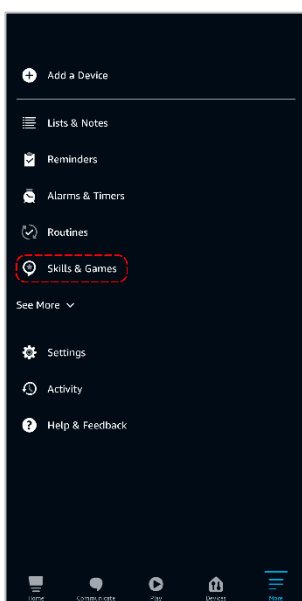 Add a Device
Lists & Notes
Reminders
Alarms & Timers
Routines
Skills & Games
See More
Settings
Activity
Help & Feedback
Home Communicate Play Devices More